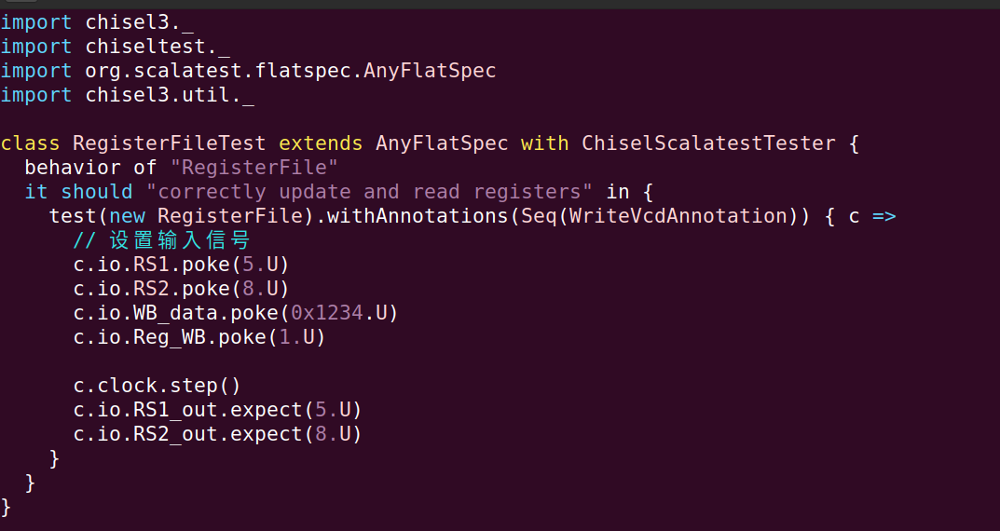 import chisel3._
import chiseltest._
import org.scalatest.flatspec.AnyFlatSpec
import chisel3.util._

class RegisterFileTest extends AnyFlatSpec with ChiselScalatestTester {
  behavior of "RegisterFile"
  it should "correctly update and read registers" in {
    test(new RegisterFile).withAnnotations(Seq(WriteVcdAnnotation)) { c =>
      // 设置输入信号
      c.io.RS1.poke(5.U)
      c.io.RS2.poke(8.U)
      c.io.WB_data.poke(0x1234.U)
      c.io.Reg_WB.poke(1.U)

      c.clock.step()
      c.io.RS1_out.expect(5.U)
      c.io.RS2_out.expect(8.U)
    }
  }
}